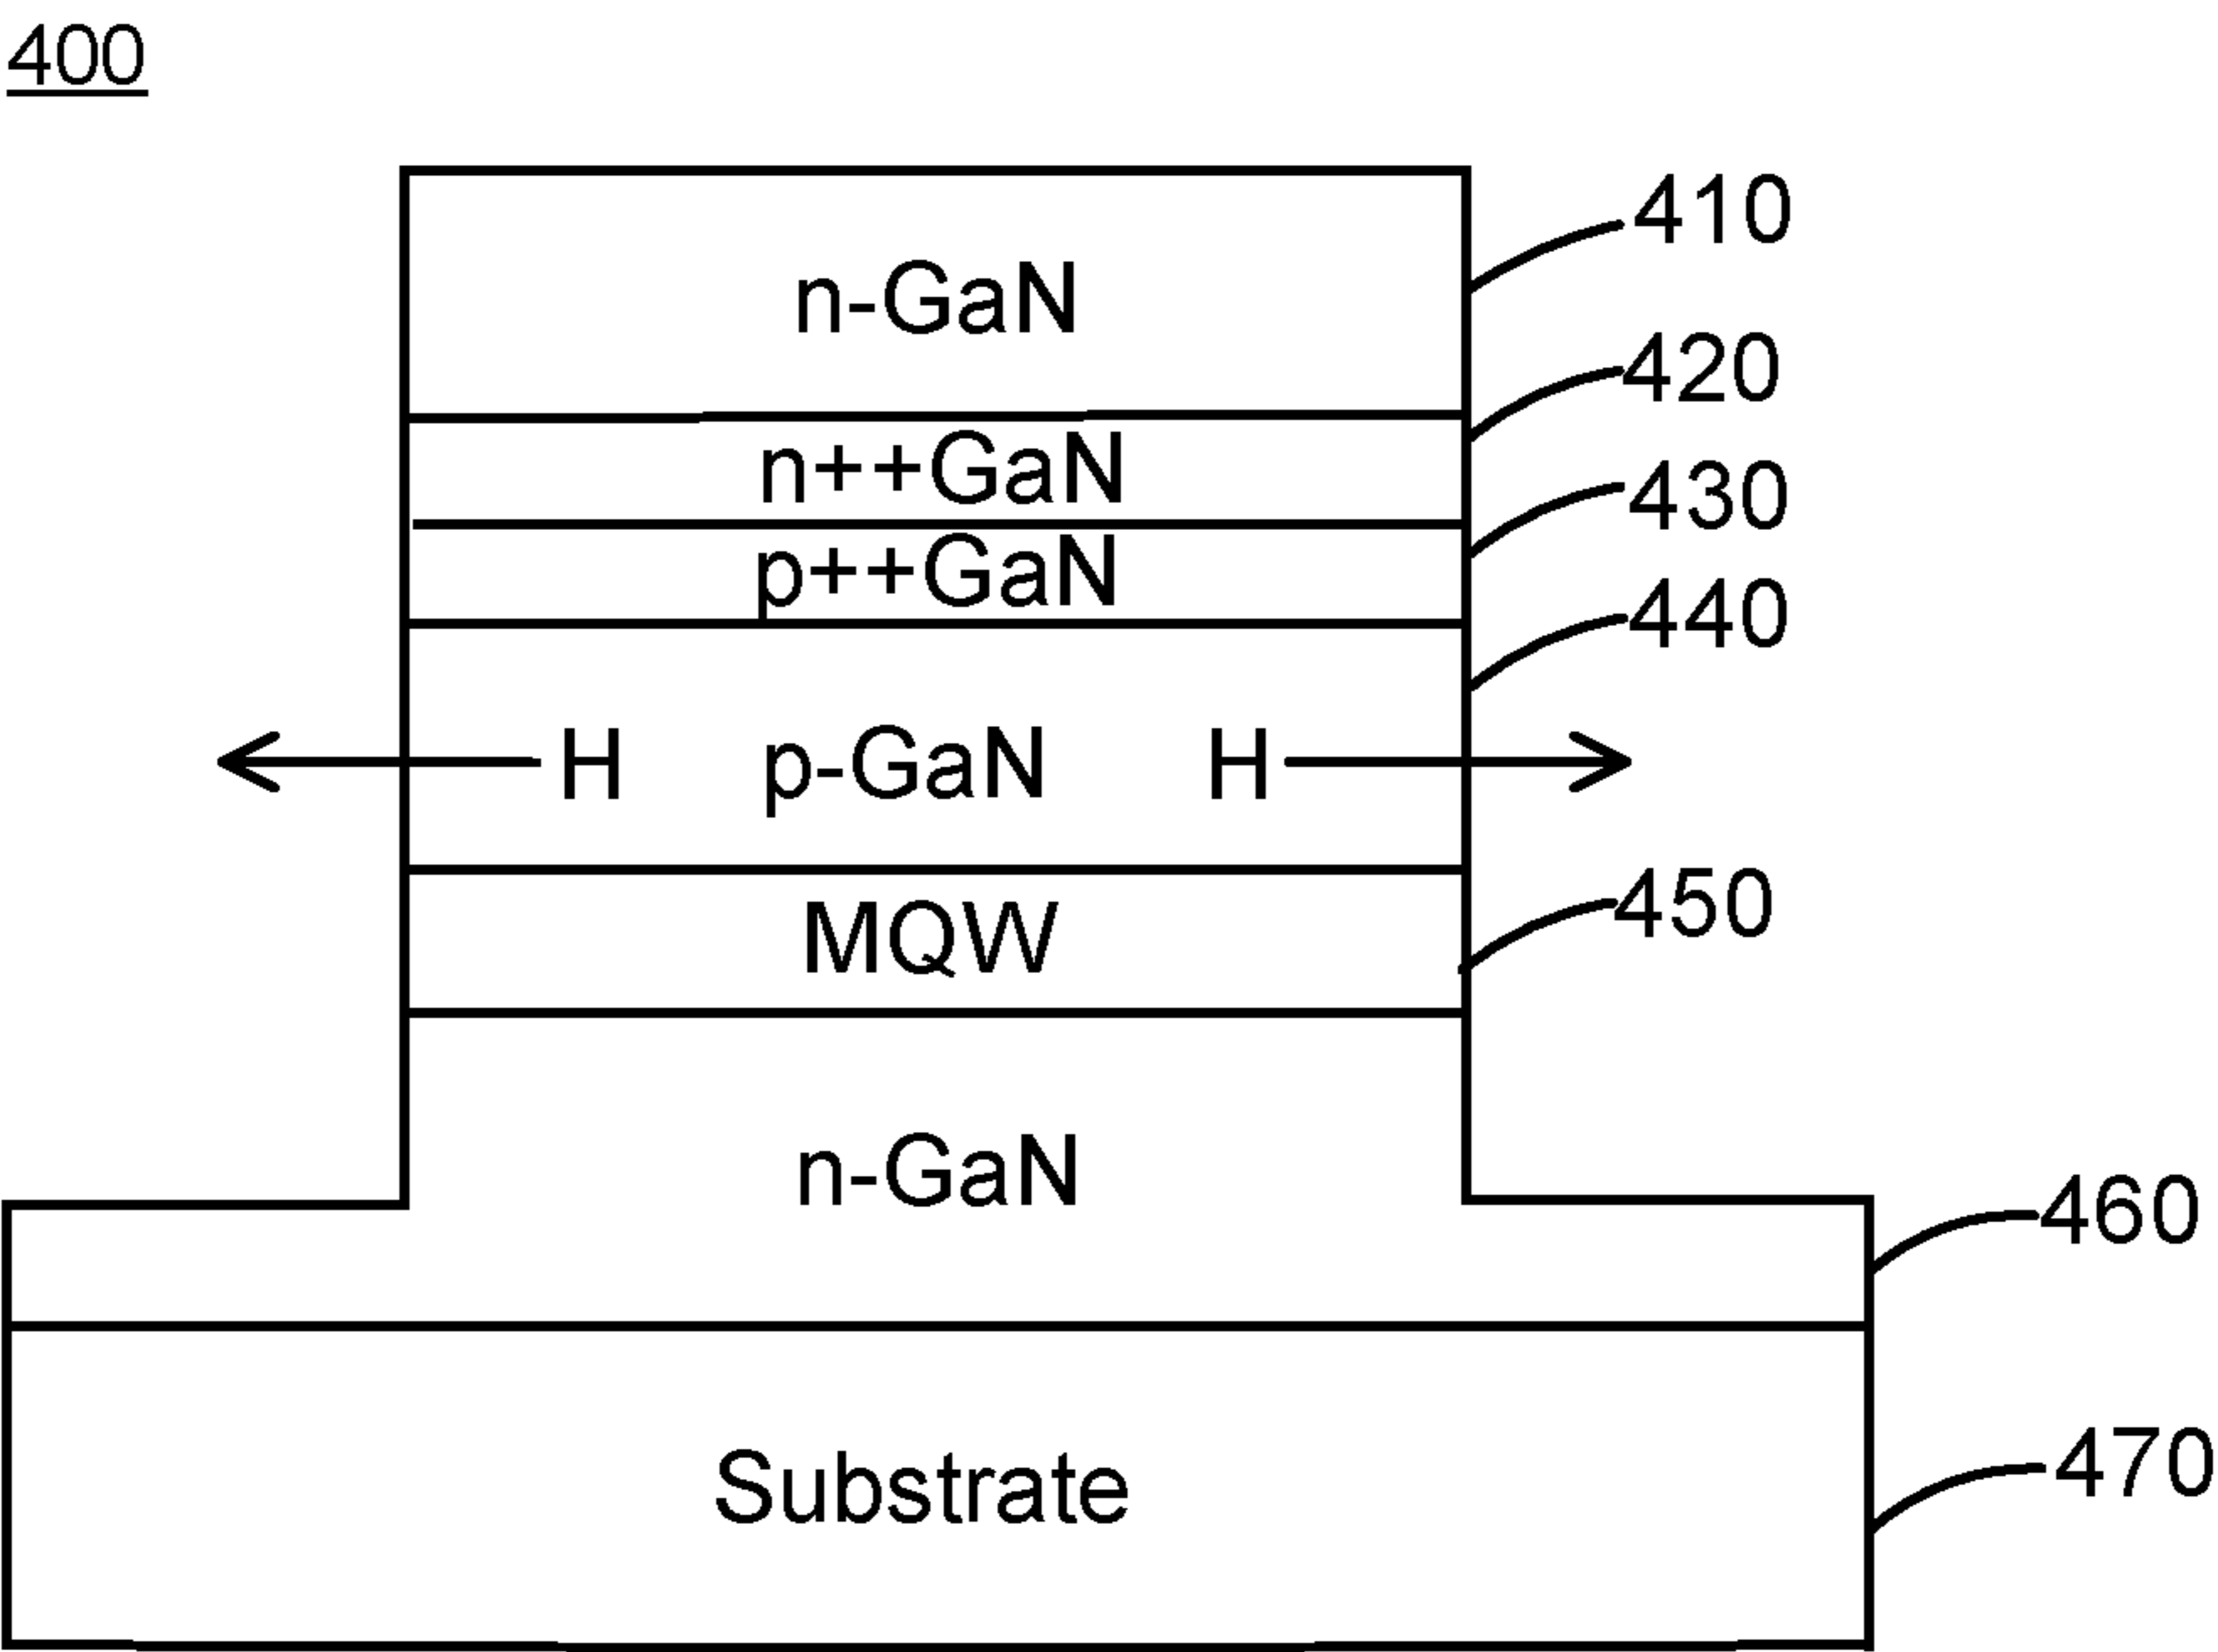 400
n-GaN 410
n++GaN 420
p++GaN 430
440
H p-GaN H
MQW 450
n-GaN 460
Substrate 470